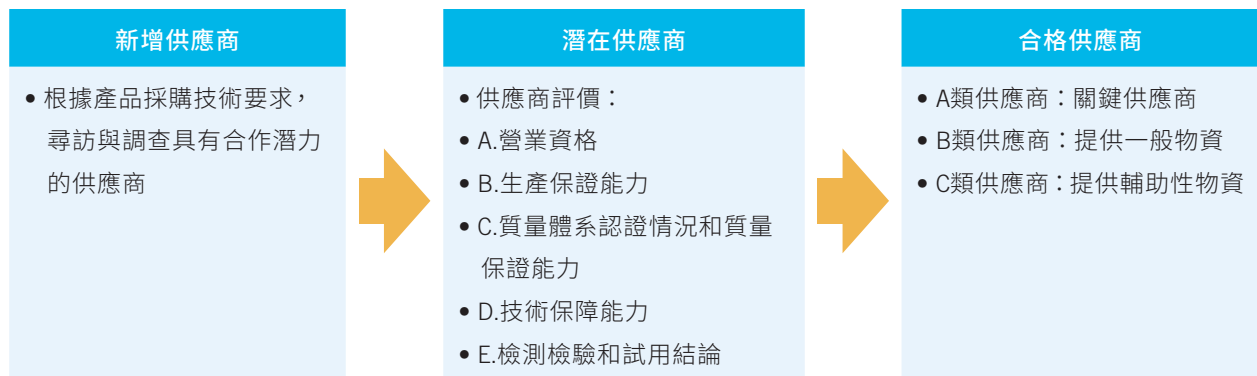 新增供應商
• 根據產品採購技術要求，
尋訪與調查具有合作潛力
的供應商
潛在供應商
• 供應商評價：
• A.營業資格
• B.生產保證能力
• C.質量體系認證情況和質量
保證能力
• D.技術保障能力
• E.檢測檢驗和試用結論
合格供應商
• A類供應商：關鍵供應商
• B類供應商：提供一般物資
• C類供應商：提供輔助性物資